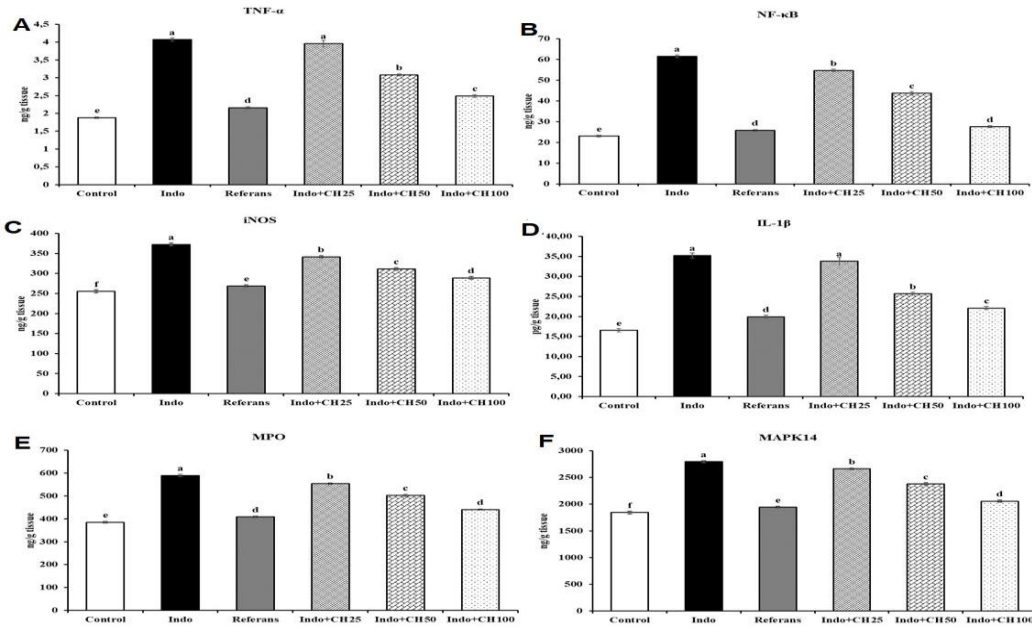 A
TNF-α
ng/g tissue
4,5
4
3,5
3
2,5
2
1,5
1
0,5
0
e
a
d
a
b
c
Control Indo Referans Indo+CH25 Indo+CH50 Indo+CH100
B
NF-κB
ng/g tissue
70
60
50
40
30
20
10
0
e
a
d
b
c
d
Control Indo Referans Indo+CH25 Indo+CH50 Indo+CH100
C
iNOS
ng/g tissue
400
350
300
250
200
150
100
50
0
f
a
e
b
c
d
Control Indo Referans Indo+CH25 Indo+CH50 Indo+CH100
D
IL-1β
pg/g tissue
40,00
35,00
30,00
25,00
20,00
15,00
10,00
5,00
0,00
e
a
d
a
b
c
Control Indo Referans Indo+CH25 Indo+CH50 Indo+CH100
E
MPO
ng/g tissue
700
600
500
400
300
200
100
0
e
a
d
b
c
d
Control Indo Referans Indo+CH25 Indo+CH50 Indo+CH100
F
MAPK14
ng/g tissue
3000
2500
2000
1500
1000
500
0
f
a
e
b
c
d
Control Indo Referans Indo+CH25 Indo+CH50 Indo+CH100